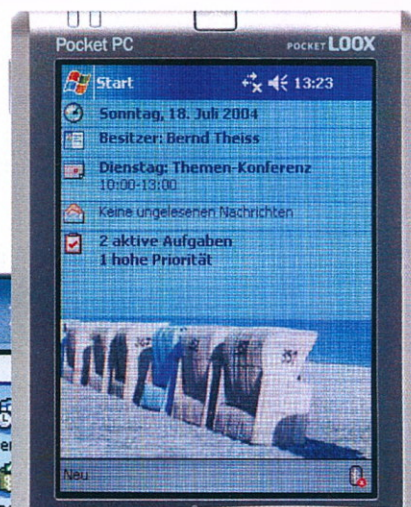 Pocket PC
POCKET LOOX
Start 13:23
Sonntag, 18. Juli 2004
Besitzer: Bernd Theiss
Dienstag: Themen-Konferenz
10:00-13:00
Keine ungelesenen Nachrichten
2 aktive Aufgaben
1 hohe Priorität
Neu